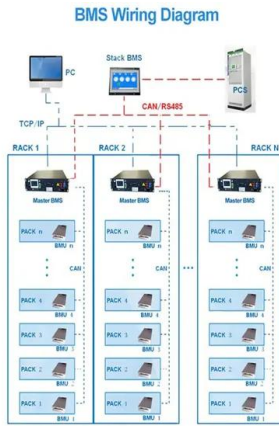 BMS Wiring Diagram
Stack BMS
PC
PCS
CAN/RS485
TCP/IP
RACK 1
RACK 2
RACK N
Master BMS
Master BMS
Master BMS
PACK n
BMU n
PACK n
BMU n
PACK n
BMU n
CAN
CAN
CAN
PACK 4
BMU 4
PACK 4
BMU 4
PACK 4
BMU 4
PACK 3
BMU 3
PACK 3
BMU 3
PACK 3
BMU 3
PACK 2
BMU 2
PACK 2
BMU 2
PACK 2
BMU 2
PACK 1
BMU 1
PACK 1
BMU 1
PACK 1
BMU 1